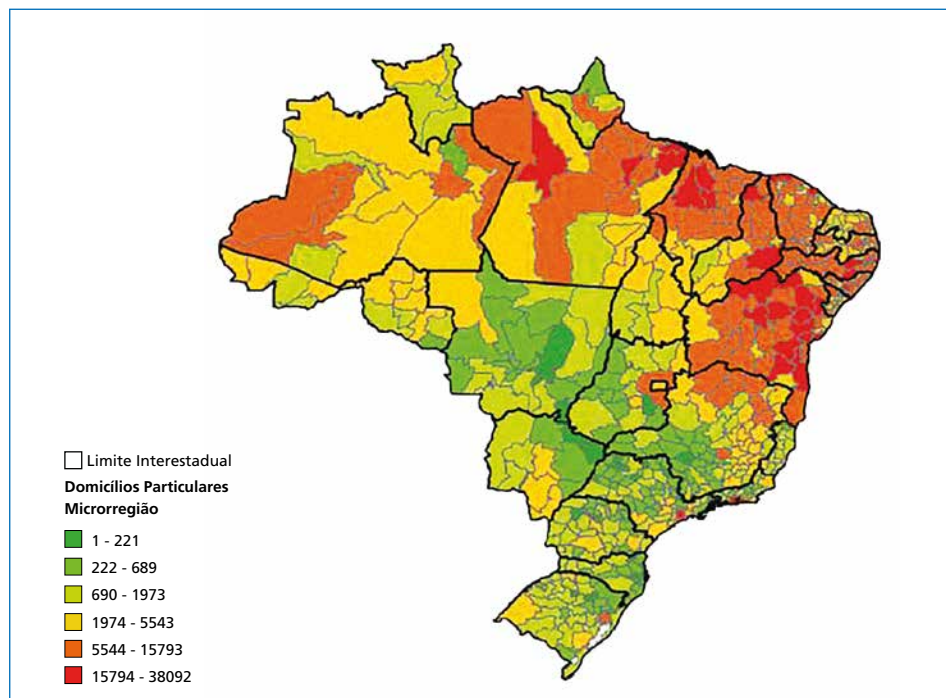 Limite Interestadual
Domicílios Particulares
Microrregião
1 - 221
222 - 689
690 - 1973
1974 - 5543
5544 - 15793
15794 - 38092